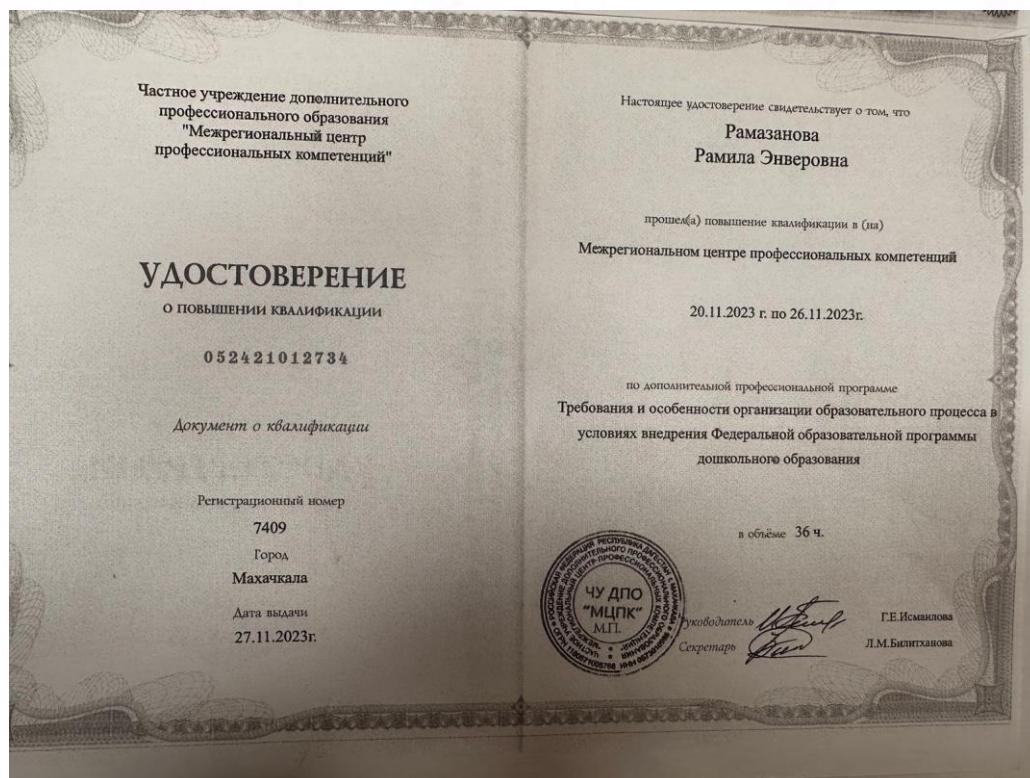 Частное учреждение дополнительного
профессионального образования
"Межрегиональный центр
профессиональных компетенций"
УДОСТОВЕРЕНИЕ
О ПОВЫШЕНИИ КВАЛИФИКАЦИИ
052421012734
Документ о квалификации
Регистрационный номер
7409
Город
Махачкала
Дата выдачи
27.11.2023г.
Настоящее удостоверение свидетельствует о том, что
Рамазанова
Рамила Энверовна
прошел(а) повышение квалификации в (на)
Межрегиональном центре профессиональных компетенций
20.11.2023 г. по 26.11.2023г.
по дополнительной профессиональной программе
Требования и особенности организации образовательного процесса в
условиях внедрения Федеральной образовательной программы
дошкольного образования
в объёме 36 ч.
ЧУ ДПО
"МЦПК"
М.П.
Руководитель Г.Е.Исмаилова
Секретарь Л.М.Билитханова